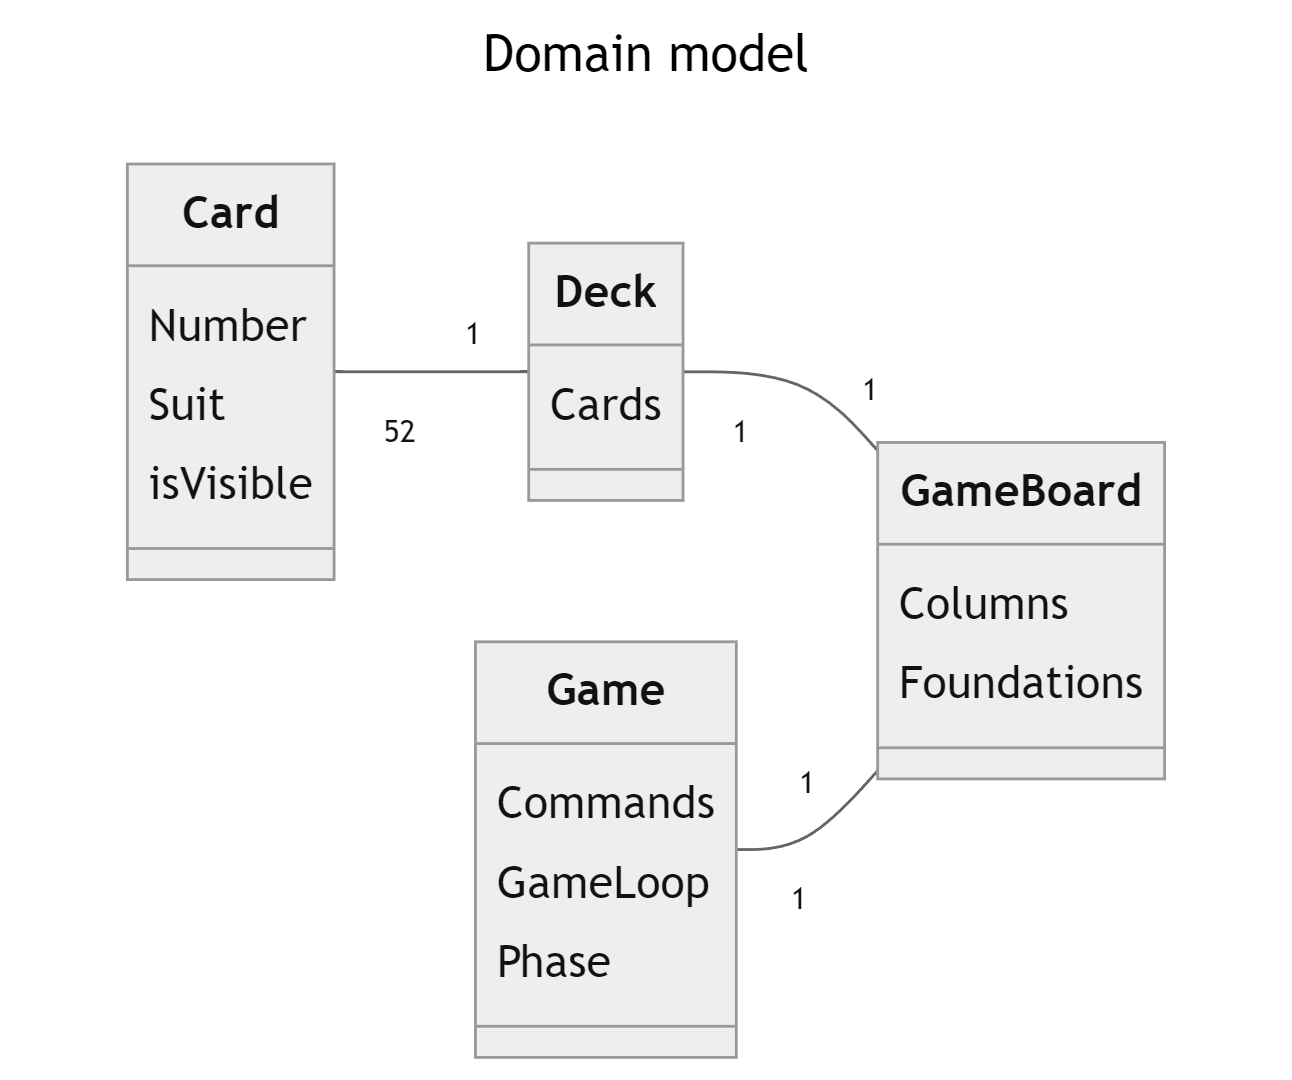 Domain model
Card
Number
Suit
isVisible
1
52
Deck
Cards
1
1
GameBoard
Columns
Foundations
Game
Commands
GameLoop
Phase
1
1